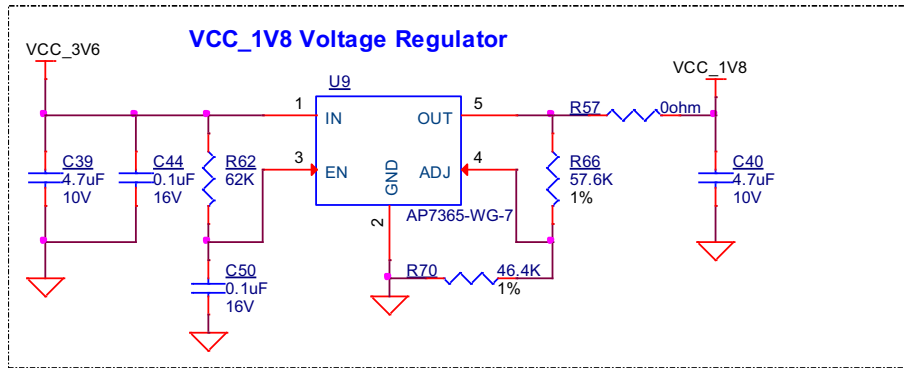 VCC_1V8 Voltage Regulator
VCC_3V6
VCC_1V8
U9
1
IN
OUT
5
R57
0ohm
3
EN
GND
ADJ
4
2
AP7365-WG-7
C39
4.7uF
10V
C44
0.1uF
16V
R62
62K
R66
57.6K
1%
C40
4.7uF
10V
C50
0.1uF
16V
R70
46.4K
1%